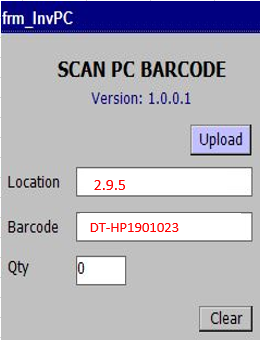 frm_InvPC
SCAN PC BARCODE
Version: 1.0.0.1
Upload
Location 2.9.5
Barcode DT-HP1901023
Qty 0
Clear